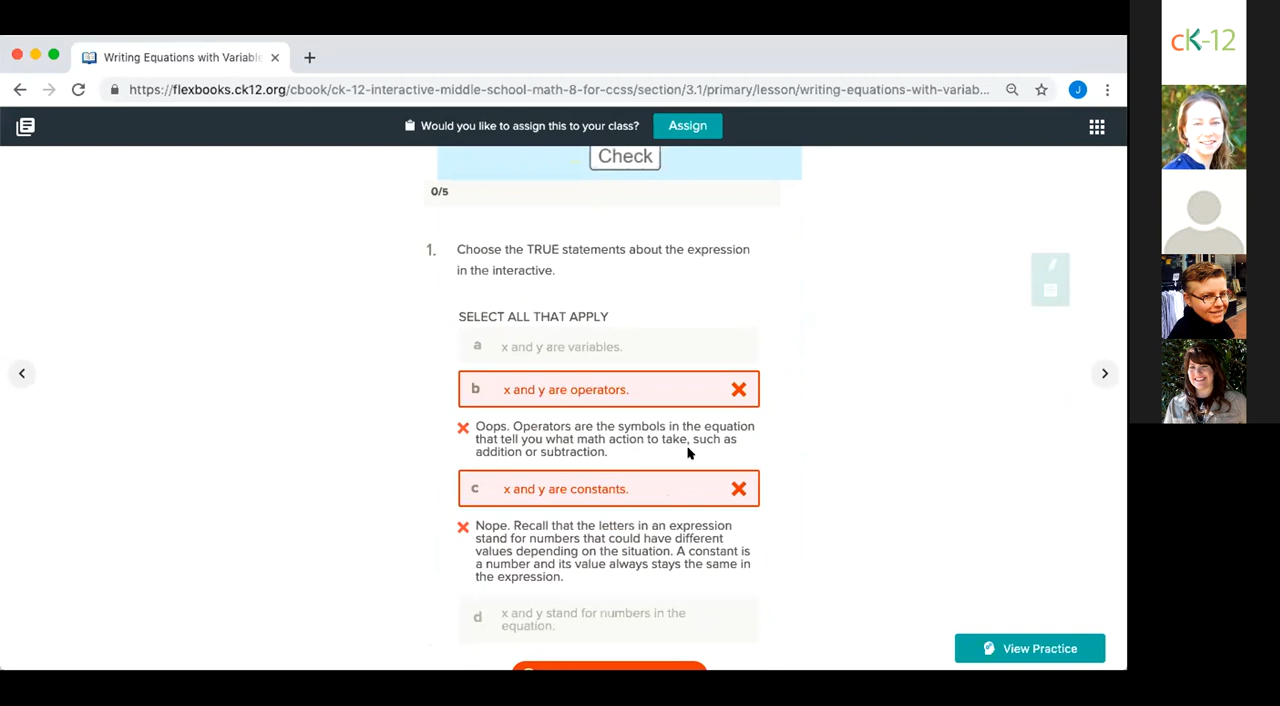 cK-12
Writing Equations with Variable
https://flexbooks.ck12.org/cbook/ck-12-interactive-middle-school-math-8-for-ccss/section/3.1/primary/lesson/writing-equations-with-variab...
J
Would you like to assign this to your class?
Assign
Check
0/5
1.
Choose the TRUE statements about the expression
in the interactive.
SELECT ALL THAT APPLY
a x and y are variables.
b x and y are operators.
Oops. Operators are the symbols in the equation
that tell you what math action to take, such as
addition or subtraction.
c x and y are constants.
Nope. Recall that the letters in an expression
stand for numbers that could have different
values depending on the situation. A constant is
a number and its value always stays the same in
the expression.
d x and y stand for numbers in the
equation.
View Practice